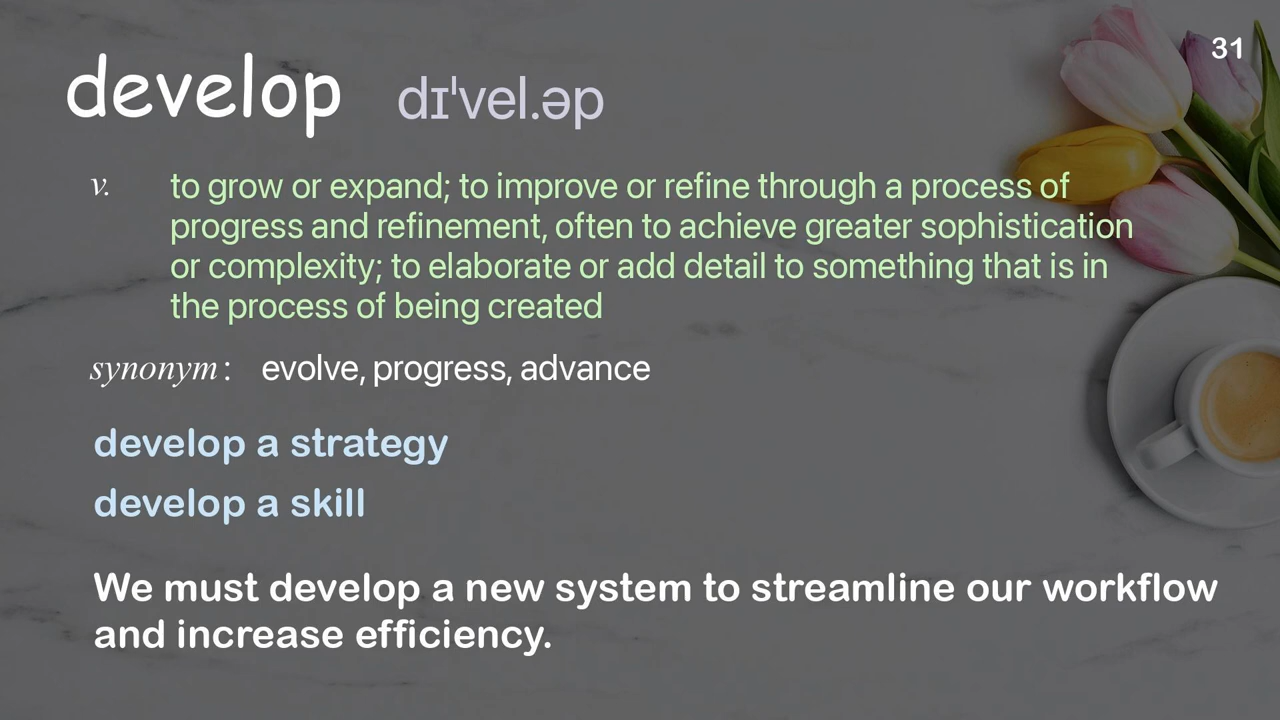 31
develop dɪˈvel.əp
v. to grow or expand; to improve or refine through a process of
progress and refinement, often to achieve greater sophistication
or complexity; to elaborate or add detail to something that is in
the process of being created
synonym: evolve, progress, advance
develop a strategy
develop a skill
We must develop a new system to streamline our workflow
and increase efficiency.